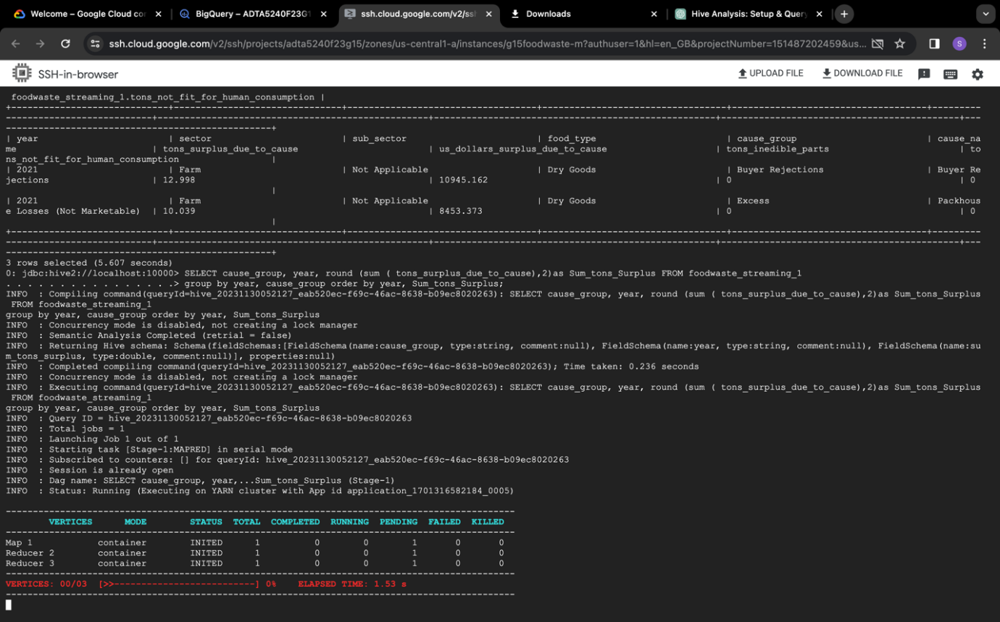 Welcome – Google Cloud co
BigQuery – ADTA5240F23G1
ssh.cloud.google.com/v2/ssh
Downloads
Hive Analysis: Setup & Query
ssh.cloud.google.com/v2/ssh/projects/adta5240f23g15/zones/us-central1-a/instances/g15foodwaste-m?authuser=1&hl=en_GB&projectNumber=151487202459&us...
S
SSH-in-browser
UPLOAD FILE
DOWNLOAD FILE
foodwaste_streaming_1.tons_not_fit_for_human_consumption |
+------------------------------+--------------------------------+-----------------------------------+----------------------------------+------------------------------------+---------
---------------------------+--------------------------------------------------+-----------------------------------------------------+--------------------------------------------+---
-------------------------------------------------+
| year | sector | sub_sector | food_type | cause_group | cause_na
me | tons_surplus_due_to_cause | us_dollars_surplus_due_to_cause | tons_inedible_parts | to
ns_not_fit_for_human_consumption |
| 2021 | Farm | Not Applicable | Dry Goods | Buyer Rejections | Buyer Re
jections | 12.998 | 10945.162 | 0 | 0
|
| 2021 | Farm | Not Applicable | Dry Goods | Excess | Packhous
e Losses (Not Marketable) | 10.039 | 8453.373 | 0 | 0
|
+------------------------------+--------------------------------+-----------------------------------+----------------------------------+------------------------------------+---------
---------------------------+--------------------------------------------------+-----------------------------------------------------+--------------------------------------------+---
-------------------------------------------------+
3 rows selected (5.607 seconds)
0: jdbc:hive2://localhost:10000> SELECT cause_group, year, round (sum ( tons_surplus_due_to_cause),2)as Sum_tons_Surplus FROM foodwaste_streaming_1
. . . . . . . . . . . . . . . .> group by year, cause_group order by year, Sum_tons_Surplus;
INFO : Compiling command(queryId=hive_20231130052127_eab520ec-f69c-46ac-8638-b09ec8020263): SELECT cause_group, year, round (sum ( tons_surplus_due_to_cause),2)as Sum_tons_Surplus
FROM foodwaste_streaming_1
group by year, cause_group order by year, Sum_tons_Surplus
INFO : Concurrency mode is disabled, not creating a lock manager
INFO : Semantic Analysis Completed (retrial = false)
INFO : Returning Hive schema: Schema(fieldSchemas:[FieldSchema(name:cause_group, type:string, comment:null), FieldSchema(name:year, type:string, comment:null), FieldSchema(name:su
m_tons_surplus, type:double, comment:null)], properties:null)
INFO : Completed compiling command(queryId=hive_20231130052127_eab520ec-f69c-46ac-8638-b09ec8020263); Time taken: 0.236 seconds
INFO : Concurrency mode is disabled, not creating a lock manager
INFO : Executing command(queryId=hive_20231130052127_eab520ec-f69c-46ac-8638-b09ec8020263): SELECT cause_group, year, round (sum ( tons_surplus_due_to_cause),2)as Sum_tons_Surplus
FROM foodwaste_streaming_1
group by year, cause_group order by year, Sum_tons_Surplus
INFO : Query ID = hive_20231130052127_eab520ec-f69c-46ac-8638-b09ec8020263
INFO : Total jobs = 1
INFO : Launching Job 1 out of 1
INFO : Starting task [Stage-1:MAPRED] in serial mode
INFO : Subscribed to counters: [] for queryId: hive_20231130052127_eab520ec-f69c-46ac-8638-b09ec8020263
INFO : Session is already open
INFO : Dag name: SELECT cause_group, year,...Sum_tons_Surplus (Stage-1)
INFO : Status: Running (Executing on YARN cluster with App id application_1701316582184_0005)
----------------------------------------------------------------------------------------------
VERTICES MODE STATUS TOTAL COMPLETED RUNNING PENDING FAILED KILLED
----------------------------------------------------------------------------------------------
Map 1 container INITED 1 0 0 1 0 0
Reducer 2 container INITED 1 0 0 1 0 0
Reducer 3 container INITED 1 0 0 1 0 0
----------------------------------------------------------------------------------------------
VERTICES: 00/03 [>>--------------------------] 0% ELAPSED TIME: 1.53 s
----------------------------------------------------------------------------------------------